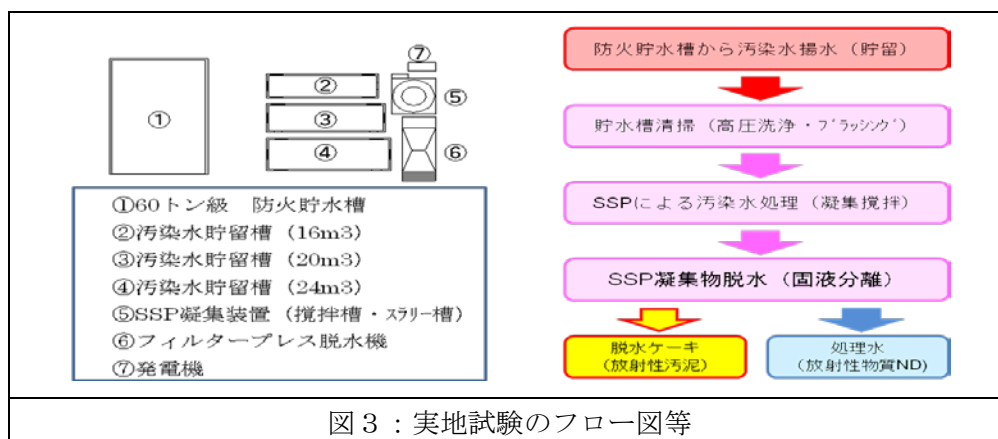 ⑦
②
⑤
③
①
④
⑥
①60トン級 防火貯水槽
②汚染水貯留槽（16m3）
③汚染水貯留槽（20m3）
④汚染水貯留槽（24m3）
⑤SSP凝集装置（撹拌槽・ｽﾗﾘｰ槽）
⑥フィルタープレス脱水機
⑦発電機
防火貯水槽から汚染水揚水（貯留）
貯水槽清掃（高圧洗浄・ﾌﾞﾗｯｼﾝｸﾞ）
SSPによる汚染水処理（凝集撹拌）
SSP凝集物脱水（固液分離）
脱水ケーキ
（放射性汚泥）
処理水
（放射性物質ND）
図３：実地試験のフロー図等